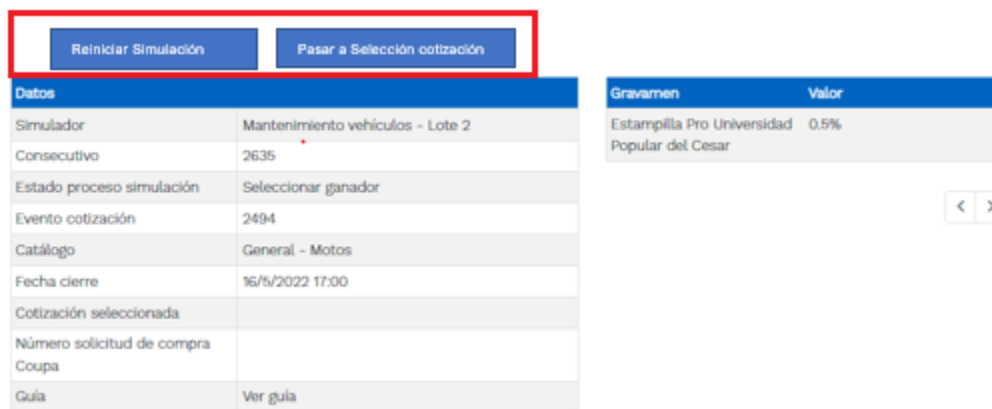 Reiniciar Simulación
Pasar a Selección cotización
Datos
Simulador Mantenimiento vehículos - Lote 2
Consecutivo 2635
Estado proceso simulación Seleccionar ganador
Evento cotización 2494
Catálogo General - Motos
Fecha cierre 16/5/2022 17:00
Cotización seleccionada
Número solicitud de compra
Coupa
Guía Ver guía
Gravamen Valor
Estampilla Pro Universidad 0.5%
Popular del Cesar